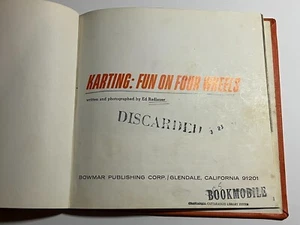 KARTING: FUN ON FOUR WHEELS
written and photographed by Ed Radlauer
DISCARDED
BOWMAR PUBLISHING CORP. / GLENDALE, CALIFORNIA 91201
BOOKMOBILE